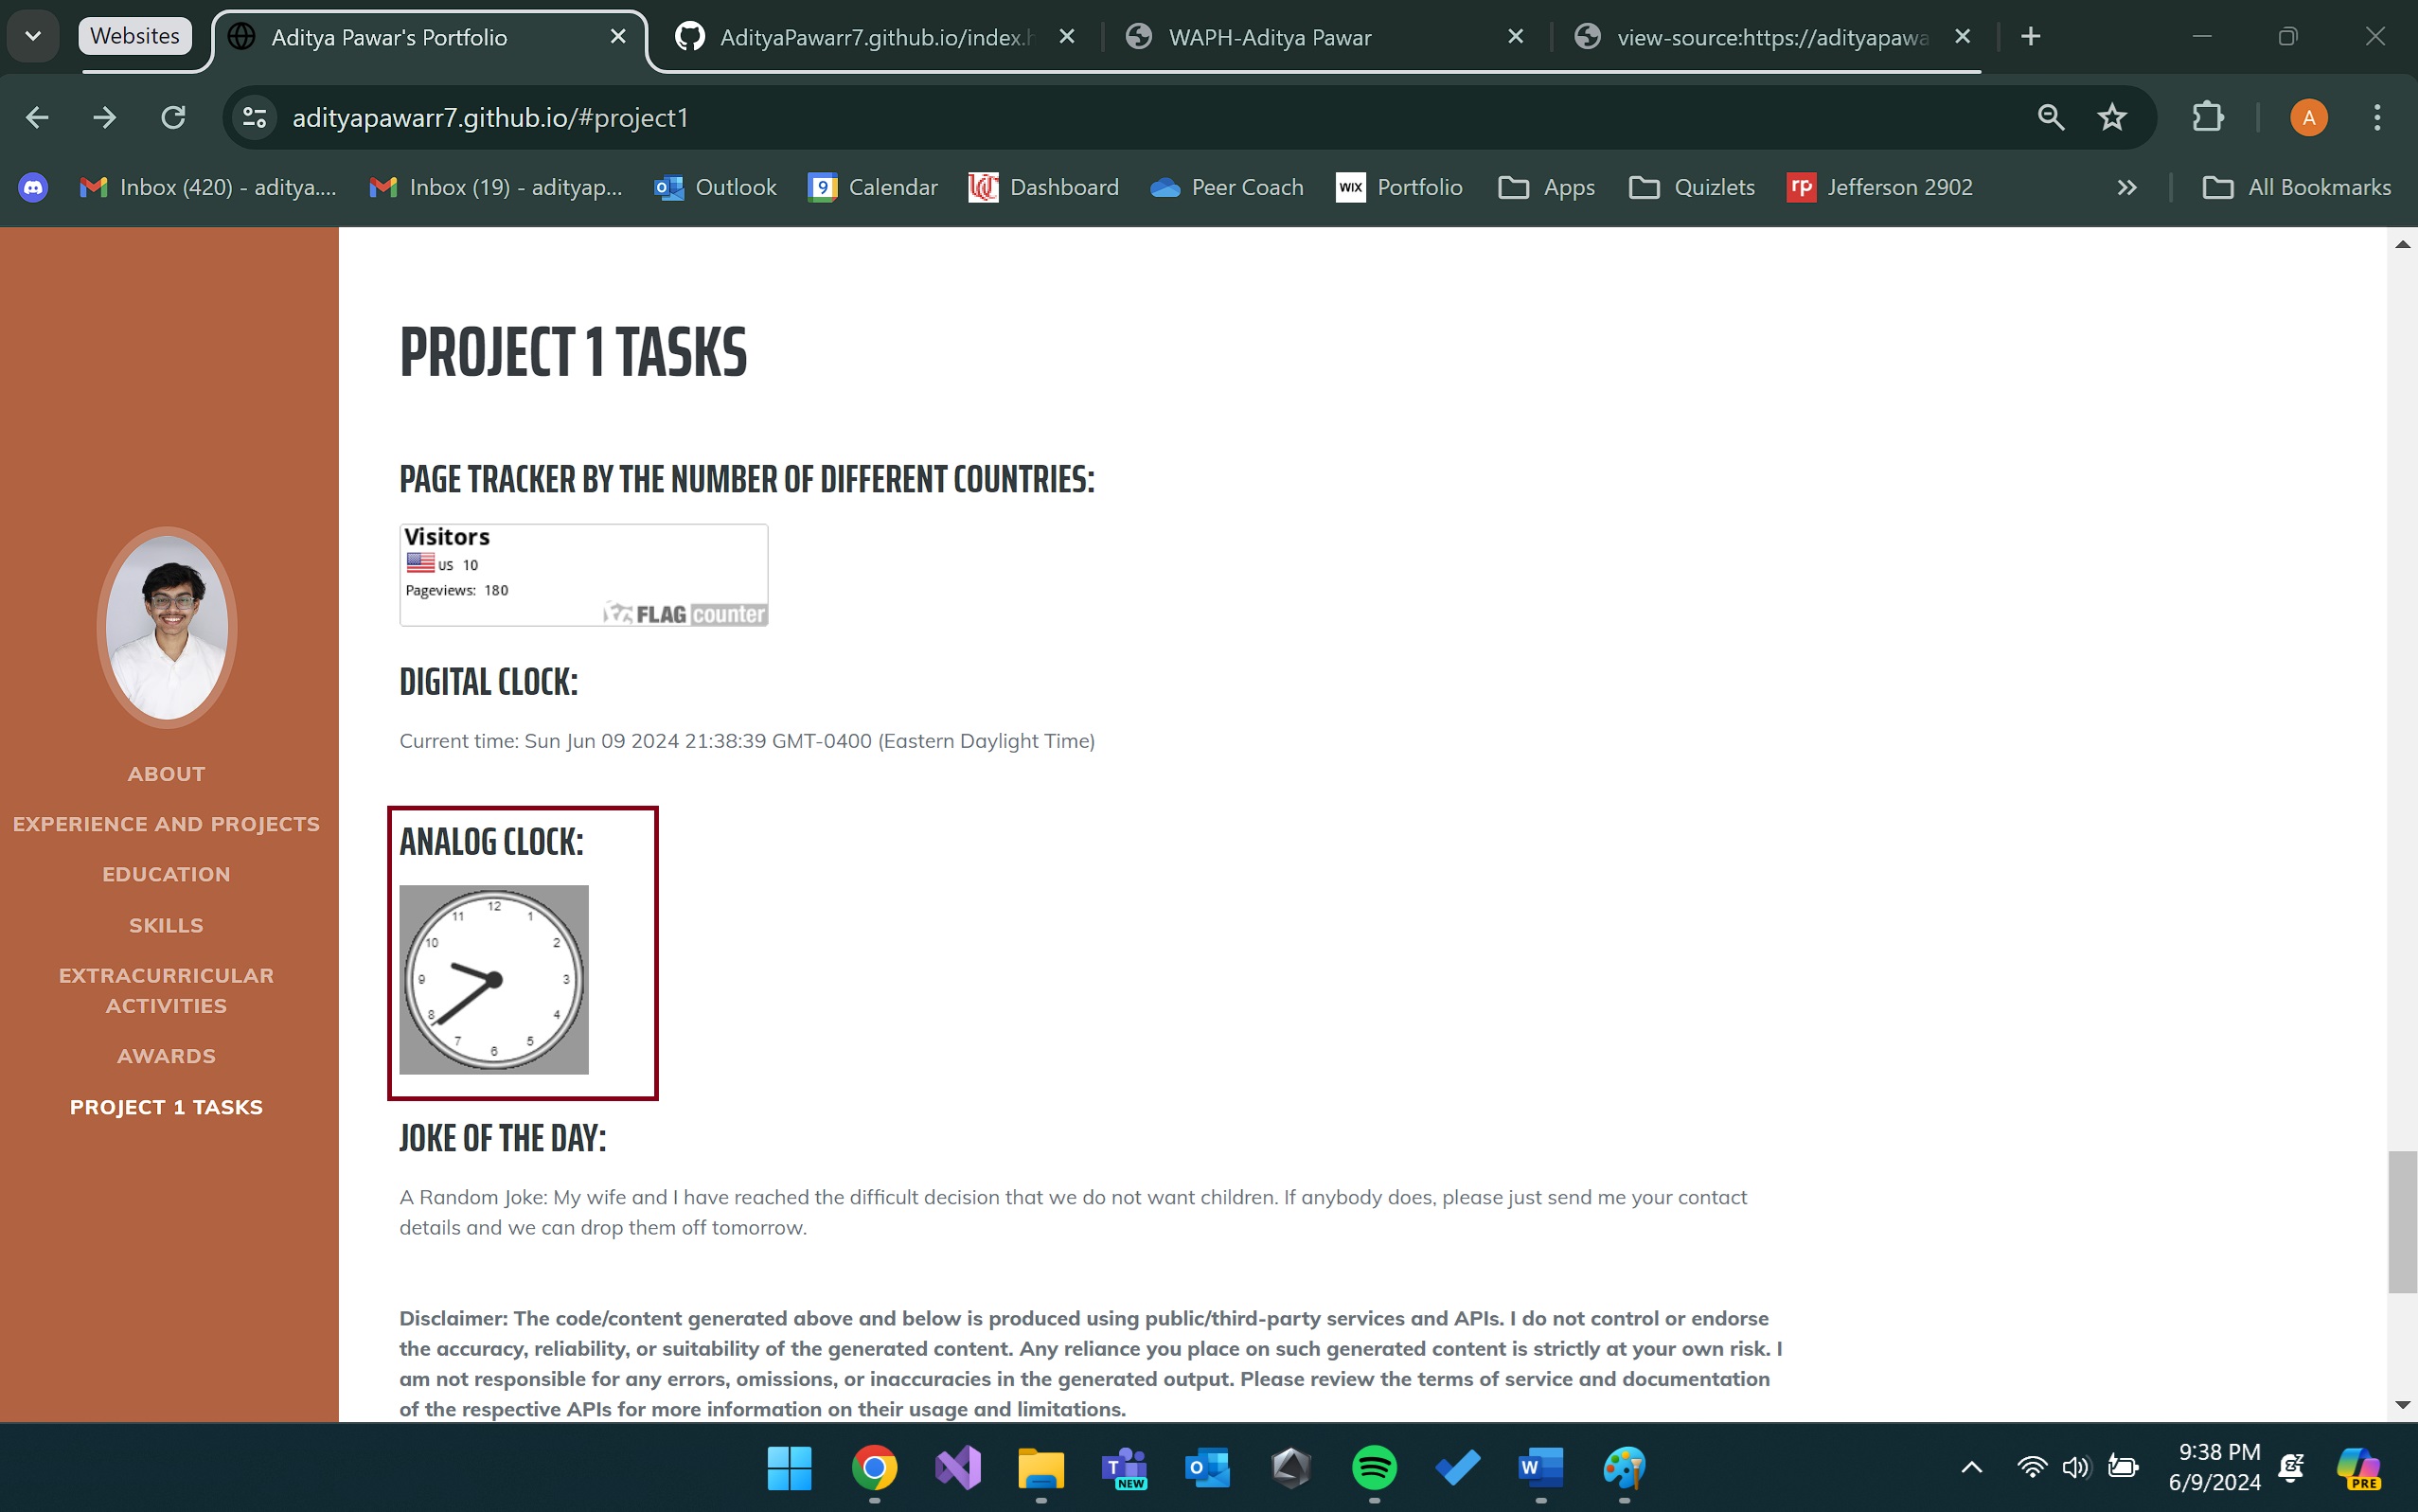 Websites
Aditya Pawar's Portfolio
AdityaPawarr7.github.io/index.h
WAPH-Aditya Pawar
view-source:https://adityapawa
adityapawarr7.github.io/#project1
A
Inbox (420) - aditya....
Inbox (19) - adityap...
Outlook
9
Calendar
Dashboard
Peer Coach
WIX
Portfolio
Apps
Quizlets
rp
Jefferson 2902
All Bookmarks
ABOUT
EXPERIENCE AND PROJECTS
EDUCATION
SKILLS
EXTRACURRICULAR
ACTIVITIES
AWARDS
PROJECT 1 TASKS
PROJECT 1 TASKS
PAGE TRACKER BY THE NUMBER OF DIFFERENT COUNTRIES:
Visitors
US 10
Pageviews: 180
FLAG counter
DIGITAL CLOCK:
Current time: Sun Jun 09 2024 21:38:39 GMT-0400 (Eastern Daylight Time)
ANALOG CLOCK:
12
1
2
3
4
5
6
7
8
9
10
11
JOKE OF THE DAY:
A Random Joke: My wife and I have reached the difficult decision that we do not want children. If anybody does, please just send me your contact
details and we can drop them off tomorrow.
Disclaimer: The code/content generated above and below is produced using public/third-party services and APIs. I do not control or endorse
the accuracy, reliability, or suitability of the generated content. Any reliance you place on such generated content is strictly at your own risk. I
am not responsible for any errors, omissions, or inaccuracies in the generated output. Please review the terms of service and documentation
of the respective APIs for more information on their usage and limitations.
T
NEW
O
W
9:38 PM
6/9/2024
PRE